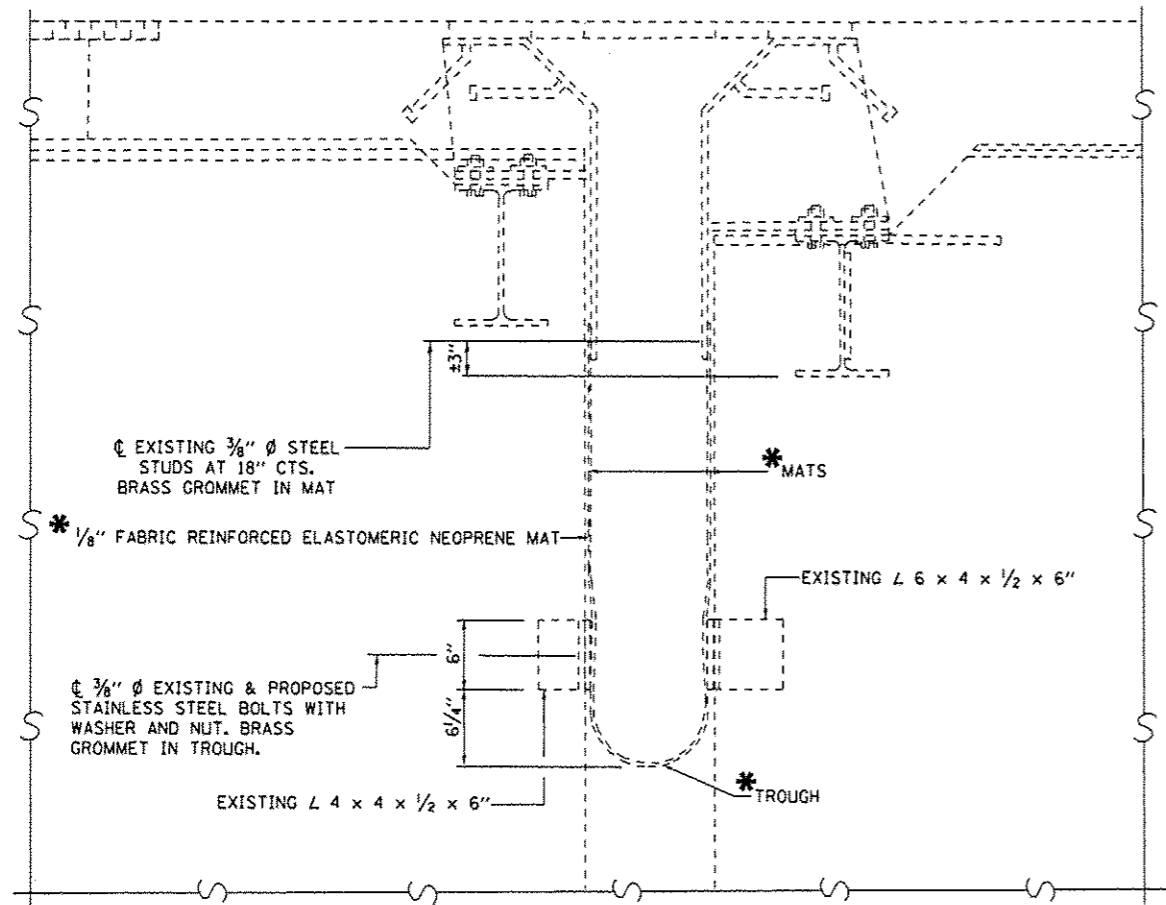 ±3"
℄ EXISTING 3/8" Ø STEEL
STUDS AT 18" CTS.
BRASS GROMMET IN MAT
* MATS
* 1/8" FABRIC REINFORCED ELASTOMERIC NEOPRENE MAT
EXISTING ∠ 6 × 4 × 1/2 × 6"
6"
℄ 3/8" Ø EXISTING & PROPOSED
STAINLESS STEEL BOLTS WITH
WASHER AND NUT. BRASS
GROMMET IN TROUGH.
6 1/4"
EXISTING ∠ 4 × 4 × 1/2 × 6"
* TROUGH